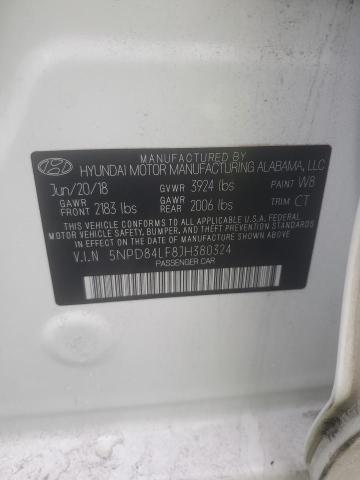 MANUFACTURED BY
HYUNDAI MOTOR MANUFACTURING ALABAMA, LLC
Jun/20/18 GVWR 3924 lbs PAINT W8
GAWR FRONT 2183 lbs GAWR REAR 2006 lbs TRIM CT
THIS VEHICLE CONFORMS TO ALL APPLICABLE U.S.A. FEDERAL
MOTOR VEHICLE SAFETY, BUMPER, AND THEFT PREVENTION
STANDARDS IN EFFECT ON THE DATE OF MANUFACTURE SHOWN ABOVE.
V.I.N 5NPD84LF8JH380324
PASSENGER CAR